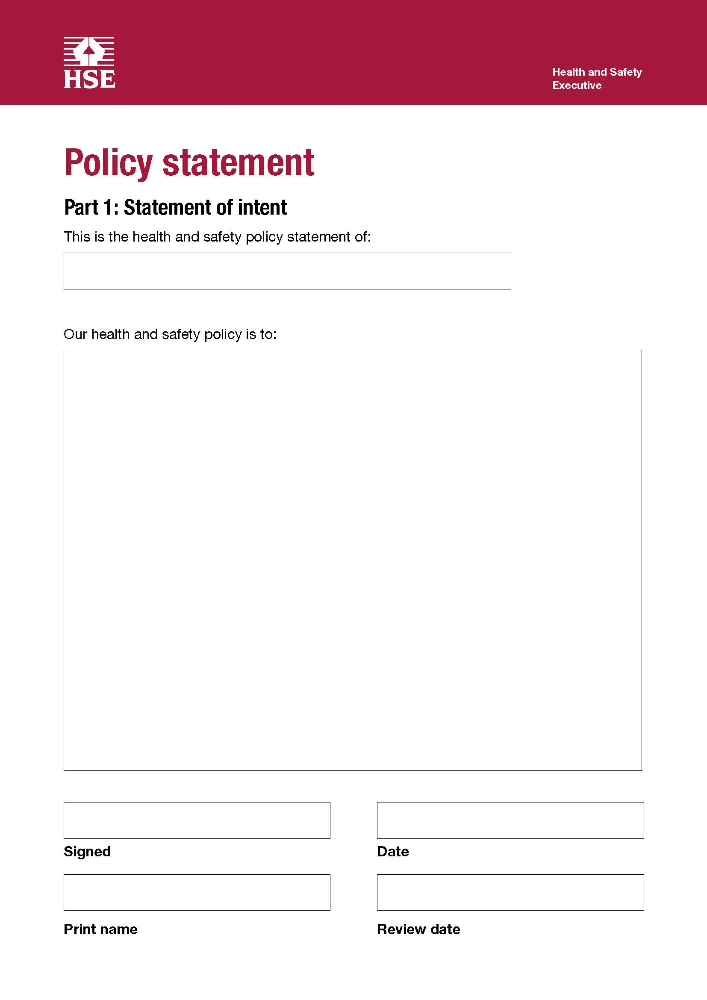 HSE
Health and Safety
Executive
Policy statement
Part 1: Statement of intent
This is the health and safety policy statement of:
Our health and safety policy is to:
Signed
Date
Print name
Review date